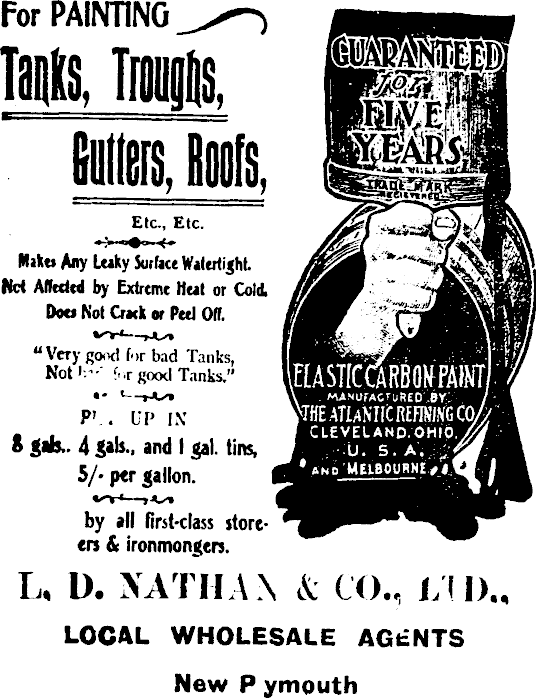 For PAINTING
Tanks, Troughs,
Gutters, Roofs,
Etc., Etc.
Makes Any Leaky Surface Watertight.
Not Affected by Extreme Heat or Cold.
Does Not Crack or Peel Off.
"Very good for bad Tanks,
Not for good Tanks."
UP IN
8 gals.. 4 gals., and 1 gal. tins,
5/- per gallon.
by all first-class store-
ers & ironmongers.
GUARANTEED
for
FIVE
YEARS
TRADE MARK
REGISTERED
ELASTIC CARBON PAINT
MANUFACTURED BY
THE ATLANTIC REFINING CO
CLEVELAND. OHIO.
U. S. A.
AND MELBOURNE
L. D. NATHAN & CO., LTD.,
LOCAL WHOLESALE AGENTS
New P ymouth